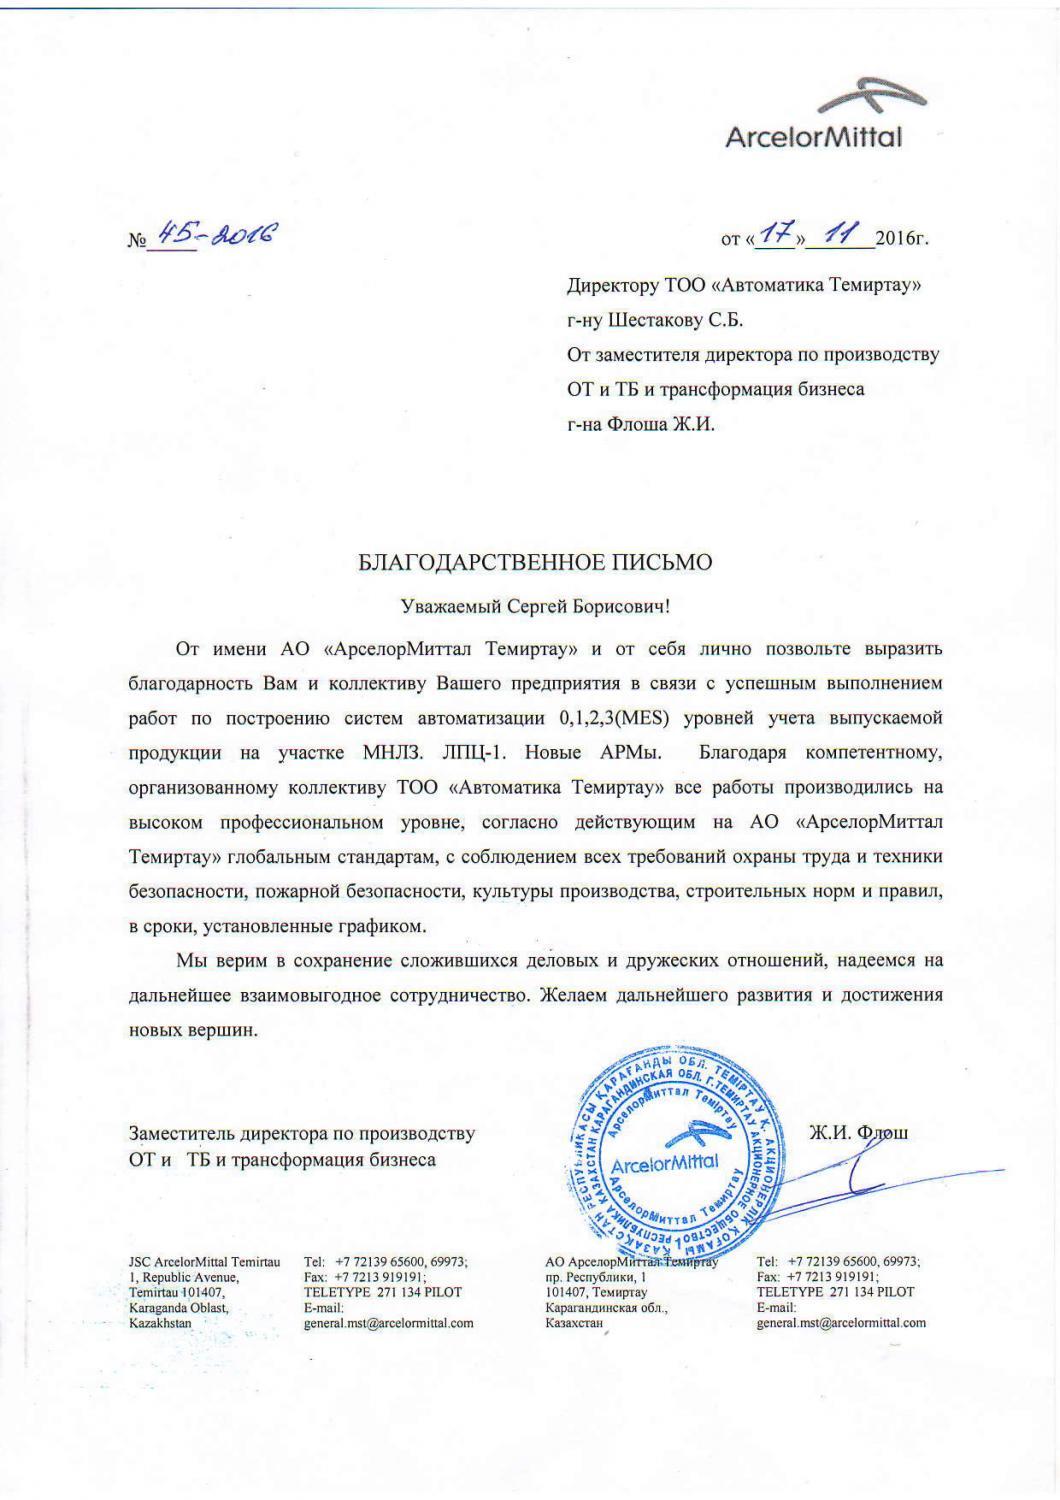 ArcelorMittal
№ 45-2016
от «17» 11 2016г.
Директору ТОО «Автоматика Темиртау»
г-ну Шестакову С.Б.
От заместителя директора по производству
ОТ и ТБ и трансформация бизнеса
г-на Флоша Ж.И.
БЛАГОДАРСТВЕННОЕ ПИСЬМО
Уважаемый Сергей Борисович!
От имени АО «АрселорМиттал Темиртау» и от себя лично позвольте выразить
благодарность Вам и коллективу Вашего предприятия в связи с успешным выполнением
работ по построению систем автоматизации 0,1,2,3(MES) уровней учета выпускаемой
продукции на участке МНЛЗ. ЛПЦ-1. Новые АРМы. Благодаря компетентному,
организованному коллективу ТОО «Автоматика Темиртау» все работы производились на
высоком профессиональном уровне, согласно действующим на АО «АрселорМиттал
Темиртау» глобальным стандартам, с соблюдением всех требований охраны труда и техники
безопасности, пожарной безопасности, культуры производства, строительных норм и правил,
в сроки, установленные графиком.
Мы верим в сохранение сложившихся деловых и дружеских отношений, надеемся на
дальнейшее взаимовыгодное сотрудничество. Желаем дальнейшего развития и достижения
новых вершин.
Заместитель директора по производству
ОТ и ТБ и трансформация бизнеса
Ж.И. Флош
ҚАЗАҚСТАН РЕСПУБЛИКАСЫ ҚАРАҒАНДЫ ОБЛ. ТЕМІРТАУ Қ. АКЦИОНЕРЛІК ҚОҒАМЫ
РЕСПУБЛИКА КАЗАХСТАН КАРАГАНДИНСКАЯ ОБЛ. Г.ТЕМИРТАУ АКЦИОНЕРНОЕ ОБЩЕСТВО
АрселорМиттал Теміртау
ArcelorMittal
АрселорМиттал Темиртау
JSC ArcelorMittal Temirtau
1, Republic Avenue,
Temirtau 101407,
Karaganda Oblast,
Kazakhstan
Tel: +7 72139 65600, 69973;
Fax: +7 7213 919191;
TELETYPE 271 134 PILOT
E-mail:
general.mst@arcelormittal.com
АО АрселорМиттал Темиртау
пр. Республики, 1
101407, Темиртау
Карагандинская обл.,
Казахстан
Tel: +7 72139 65600, 69973;
Fax: +7 7213 919191;
TELETYPE 271 134 PILOT
E-mail:
general.mst@arcelormittal.com